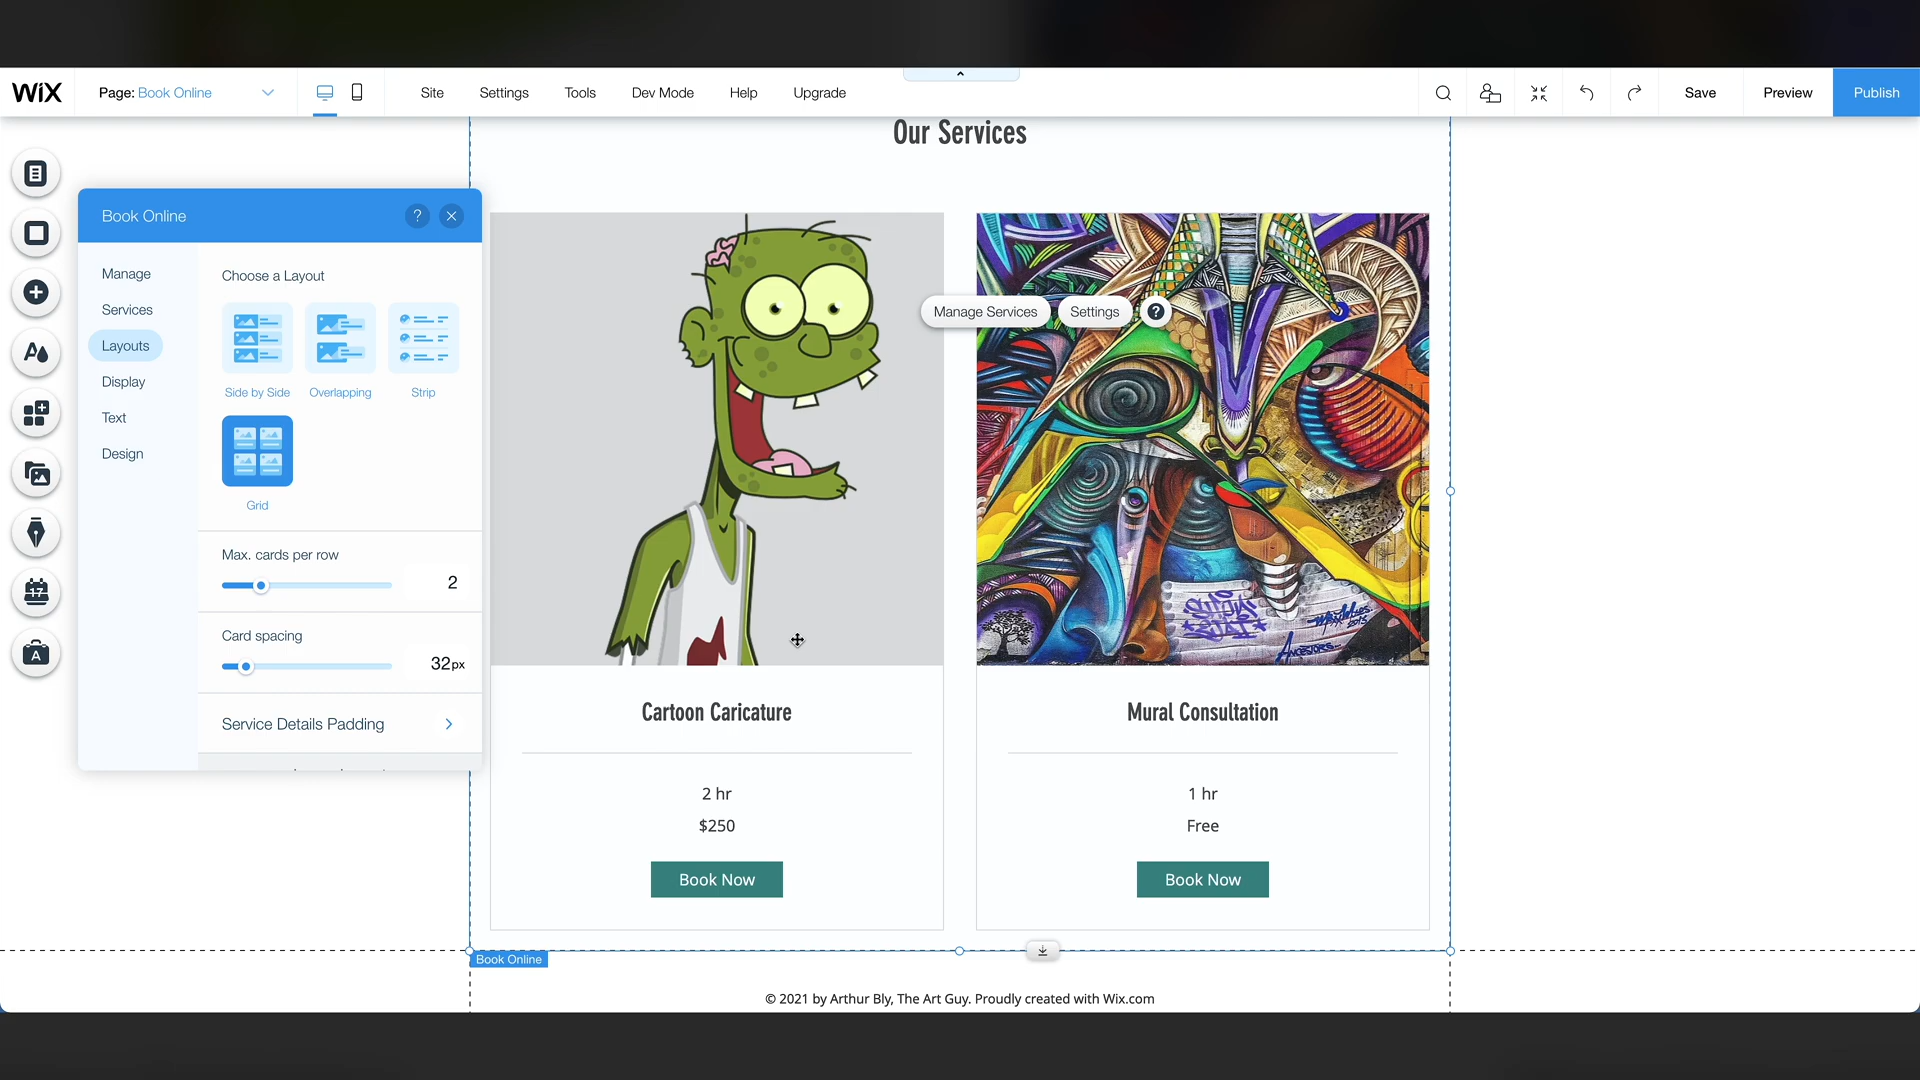 WiX
Page: Book Online
Site
Settings
Tools
Dev Mode
Help
Upgrade
Save
Preview
Publish
Our Services
Book Online
?
Manage
Services
Layouts
Display
Text
Design
Choose a Layout
Side by Side
Overlapping
Strip
Grid
Max. cards per row
2
Card spacing
32px
Service Details Padding
17
A
A
Manage Services
Settings
?
Cartoon Caricature
2 hr
$250
Book Now
Mural Consultation
1 hr
Free
Book Now
Book Online
© 2021 by Arthur Bly, The Art Guy. Proudly created with Wix.com